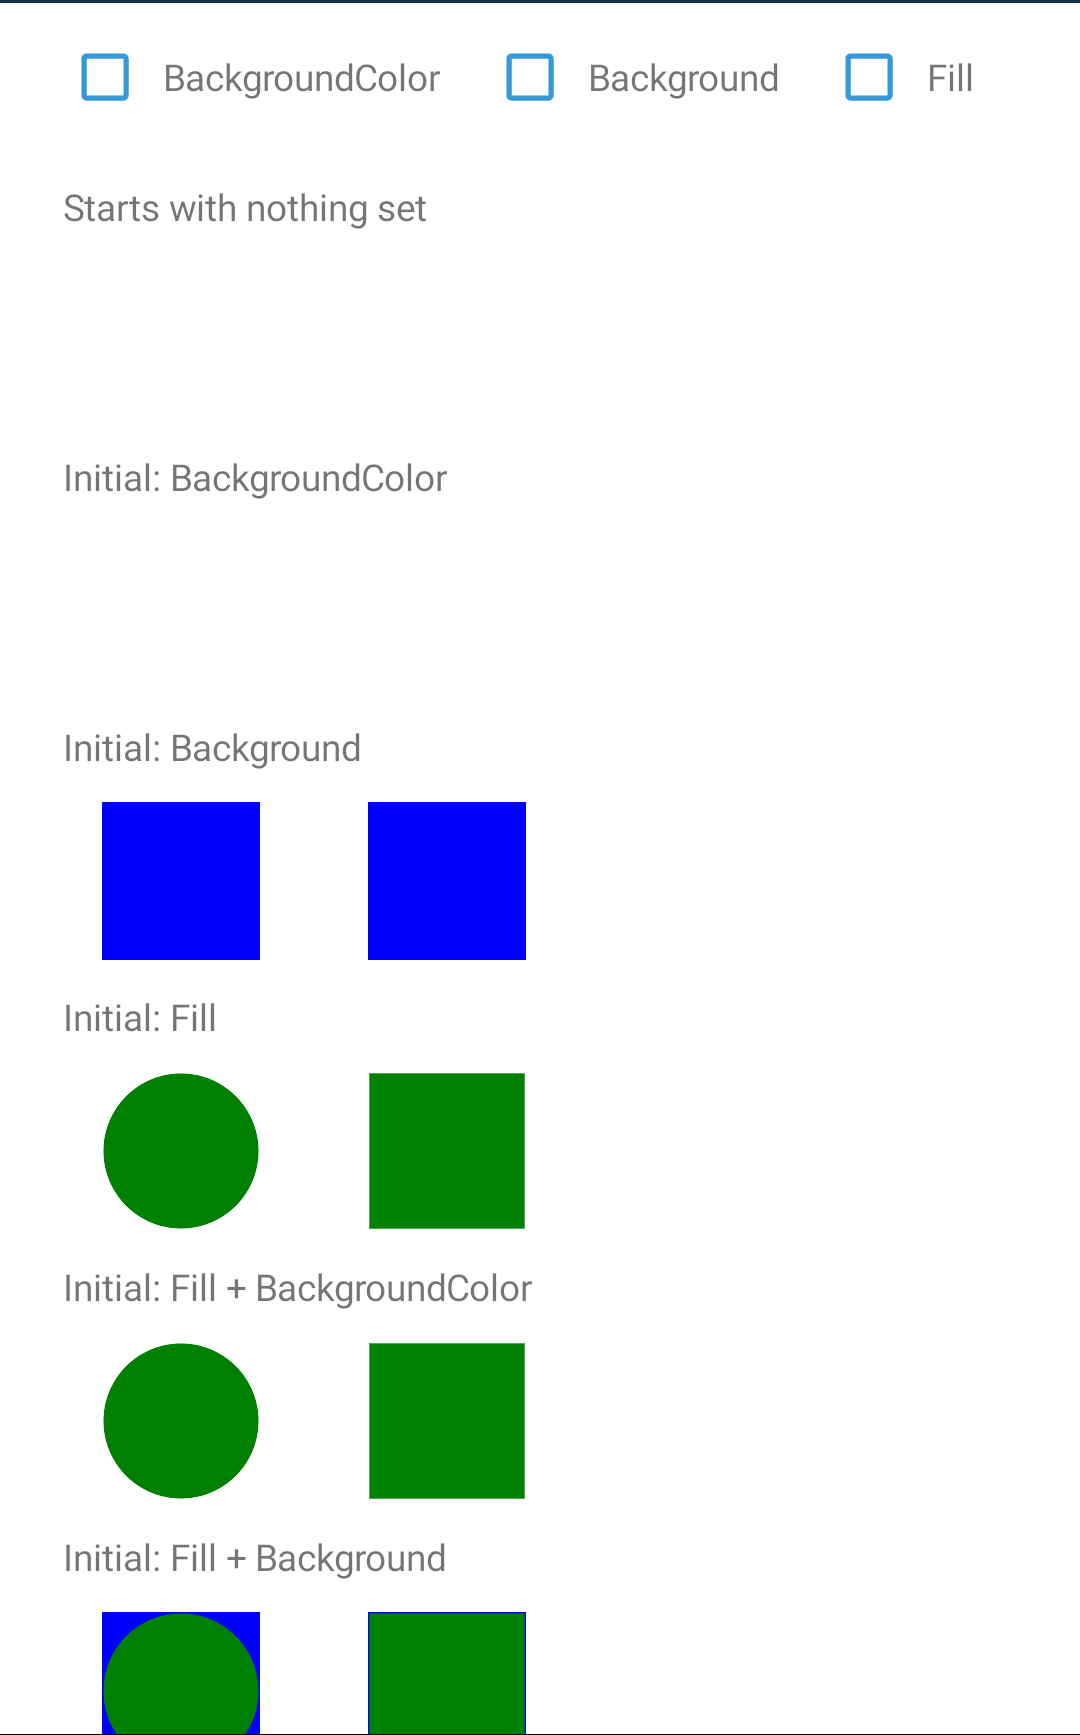 BackgroundColor Background Fill
Starts with nothing set
Initial: BackgroundColor
Initial: Background
Initial: Fill
Initial: Fill + BackgroundColor
Initial: Fill + Background